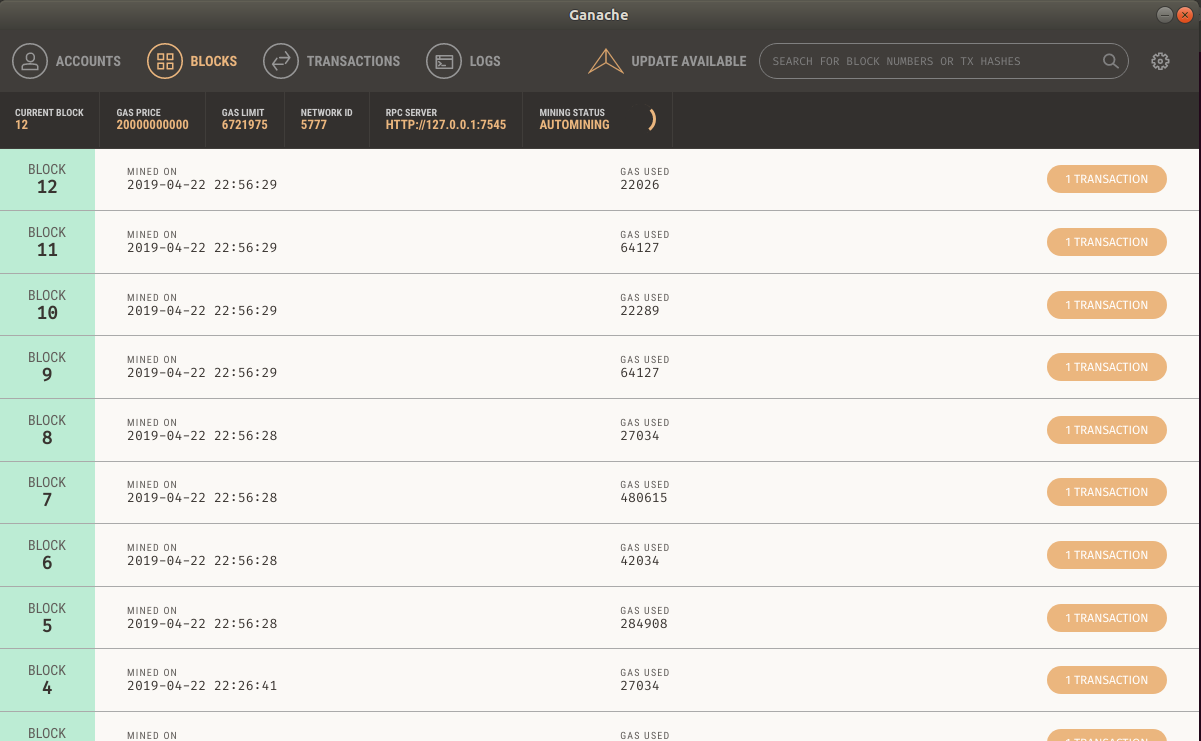 Ganache
ACCOUNTS BLOCKS TRANSACTIONS LOGS UPDATE AVAILABLE SEARCH FOR BLOCK NUMBERS OR TX HASHES
CURRENT BLOCK GAS PRICE GAS LIMIT NETWORK ID RPC SERVER MINING STATUS
12 20000000000 6721975 5777 HTTP://127.0.0.1:7545 AUTOMINING
BLOCK MINED ON GAS USED
12 2019-04-22 22:56:29 22026 1 TRANSACTION
BLOCK MINED ON GAS USED
11 2019-04-22 22:56:29 64127 1 TRANSACTION
BLOCK MINED ON GAS USED
10 2019-04-22 22:56:29 22289 1 TRANSACTION
BLOCK MINED ON GAS USED
9 2019-04-22 22:56:29 64127 1 TRANSACTION
BLOCK MINED ON GAS USED
8 2019-04-22 22:56:28 27034 1 TRANSACTION
BLOCK MINED ON GAS USED
7 2019-04-22 22:56:28 480615 1 TRANSACTION
BLOCK MINED ON GAS USED
6 2019-04-22 22:56:28 42034 1 TRANSACTION
BLOCK MINED ON GAS USED
5 2019-04-22 22:56:28 284908 1 TRANSACTION
BLOCK MINED ON GAS USED
4 2019-04-22 22:26:41 27034 1 TRANSACTION
BLOCK MINED ON GAS USED 1 TRANSACTION